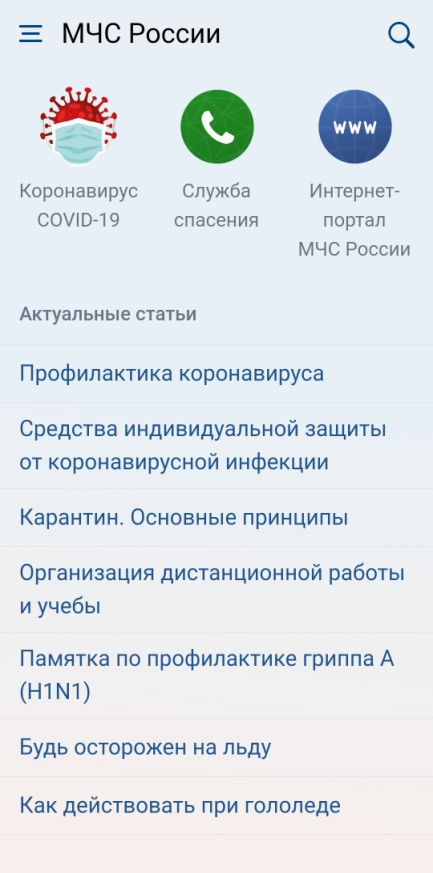 МЧС России
Коронавирус
COVID-19
Служба
спасения
www
Интернет-
портал
МЧС России
Актуальные статьи
Профилактика коронавируса
Средства индивидуальной защиты
от коронавирусной инфекции
Карантин. Основные принципы
Организация дистанционной работы
и учебы
Памятка по профилактике гриппа А
(H1N1)
Будь осторожен на льду
Как действовать при гололеде